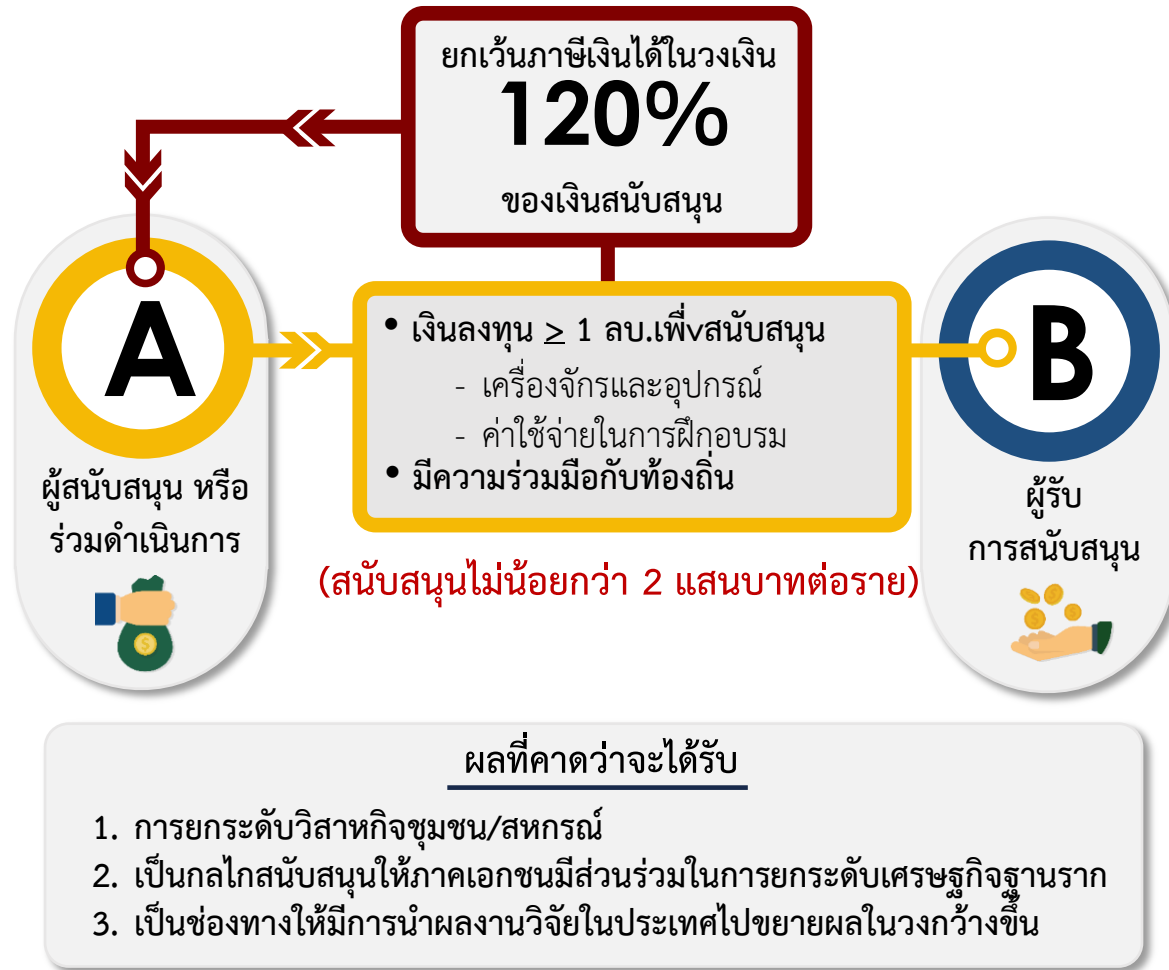 ยกเว้นภาษีเงินได้ในวงเงิน
120%
ของเงินสนับสนุน
A
ผู้สนับสนุน หรือ
ร่วมดำเนินการ
• เงินลงทุน ≥ 1 ลบ.เพื่vสนับสนุน
- เครื่องจักรและอุปกรณ์
- ค่าใช้จ่ายในการฝึกอบรม
• มีความร่วมมือกับท้องถิ่น
(สนับสนุนไม่น้อยกว่า 2 แสนบาทต่อราย)
B
ผู้รับ
การสนับสนุน
ผลที่คาดว่าจะได้รับ
1. การยกระดับวิสาหกิจชุมชน/สหกรณ์
2. เป็นกลไกสนับสนุนให้ภาคเอกชนมีส่วนร่วมในการยกระดับเศรษฐกิจฐานราก
3. เป็นช่องทางให้มีการนำผลงานวิจัยในประเทศไปขยายผลในวงกว้างขึ้น